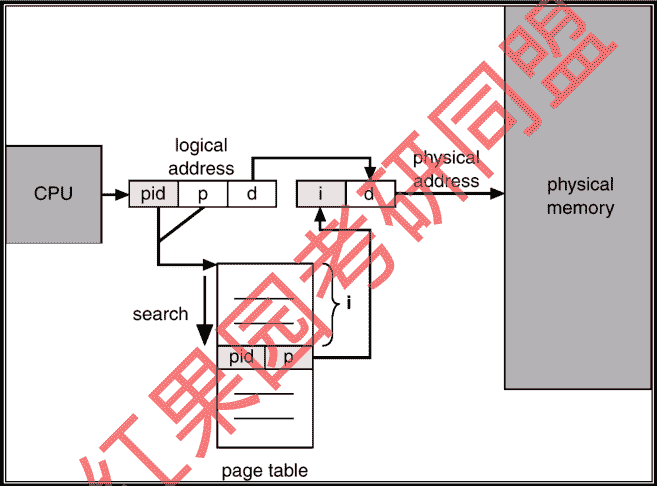 logical
address
physical
address
CPU
pid p d
i d
physical
memory
search
i
pid p
page table
红果园考研同盟